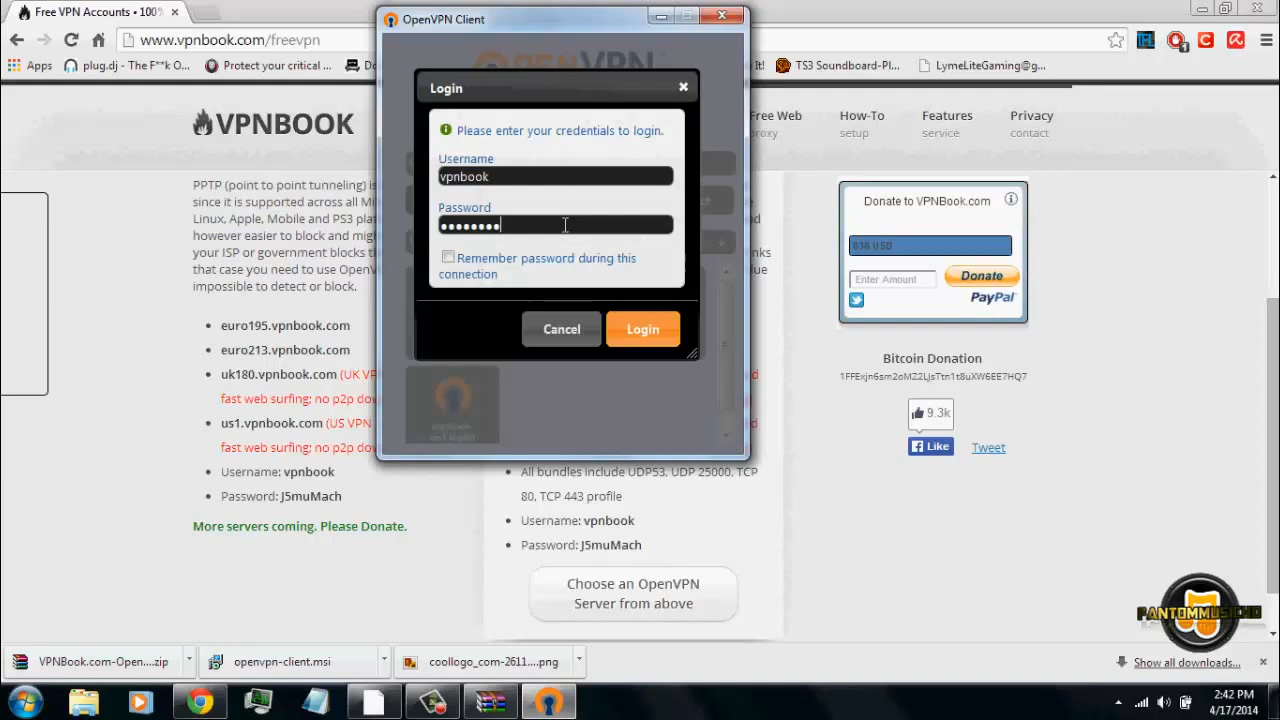 Free VPN Accounts • 100%
www.vpnbook.com/freevpn
Apps
plug.dj - The F**k O
Protect your critical ...
TS3 Soundboard-Pl...
LymeLiteGaming@g...
OpenVPN Client
VPNBOOK
Free Web
proxy
How-To
setup
Features
service
Privacy
contact
Login
Please enter your credentials to login.
Username
vpnbook
Password
••••••••
Remember password during this
connection
Cancel
Login
PPTP (point to point tunneling) is
since it is supported across all Mi
Linux, Apple, Mobile and PS3 plat
however easier to block and migh
your ISP or government blocks th
that case you need to use OpenV
impossible to detect or block.
euro195.vpnbook.com
euro213.vpnbook.com
uk180.vpnbook.com (UK VP
fast web surfing; no p2p dow
us1.vpnbook.com (US VPN
fast web surfing; no p2p dow
Username: vpnbook
Password: J5muMach
More servers coming. Please Donate.
All bundles include UDP53, UDP 25000, TCP
80, TCP 443 profile
Username: vpnbook
Password: J5muMach
Choose an OpenVPN
Server from above
Donate to VPNBook.com
Enter Amount
Donate
PayPal
Bitcoin Donation
1FFExjn6sm2oMZ2LJsTtn1t8uXW6EE7HQ7
9.3k
Like
Tweet
PANTOMMUSICHD
VPNBook.com-Open....zip
openvpn-client.msi
coollogo_com-2611....png
Show all downloads...
2:42 PM
4/17/2014